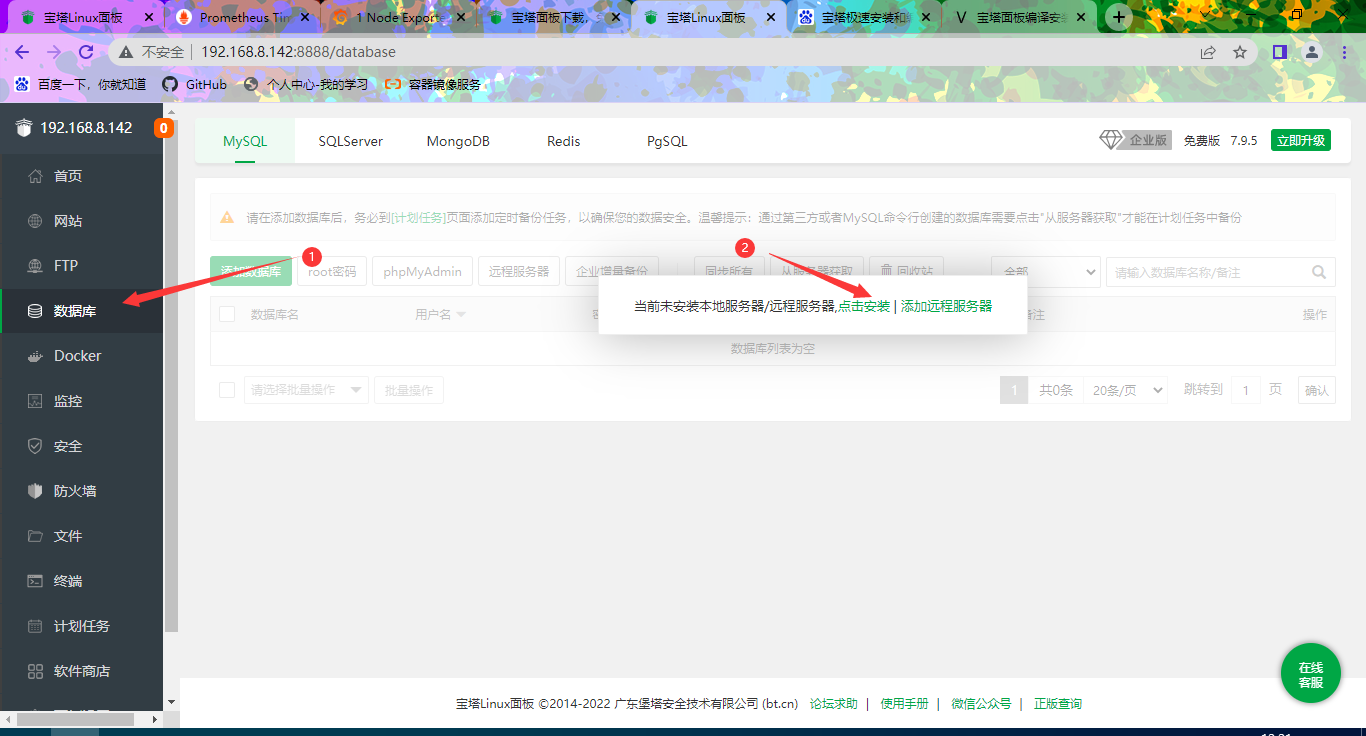 宝塔Linux面板
Prometheus Tim
1 Node Exporte
宝塔面板下载，S
宝塔Linux面板
宝塔极速安装和
宝塔面板编译安装
不安全 192.168.8.142:8888/database
百度一下，你就知道 GitHub 个人中心-我的学习 容器镜像服务
192.168.8.142 0
首页
网站
FTP
数据库
Docker
监控
安全
防火墙
文件
终端
计划任务
软件商店
MySQL SQLServer MongoDB Redis PgSQL 企业版 免费版 7.9.5 立即升级
请在添加数据库后，务必到[计划任务]页面添加定时备份任务，以确保您的数据安全。温馨提示：通过第三方或者MySQL命令行创建的数据库需要点击"从服务器获取"才能在计划任务中备份
1
2
添加数据库 root密码 phpMyAdmin 远程服务器 企业增量备份 同步所有 从服务器获取 回收站 全部 请输入数据库名称/备注
当前未安装本地服务器/远程服务器,点击安装 | 添加远程服务器
数据库名 用户名 备注 操作
数据库列表为空
请选择批量操作 批量操作 1 共0条 20条/页 跳转到 1 页 确认
在线
客服
宝塔Linux面板 ©2014-2022 广东堡塔安全技术有限公司 (bt.cn) 论坛求助 | 使用手册 | 微信公众号 | 正版查询